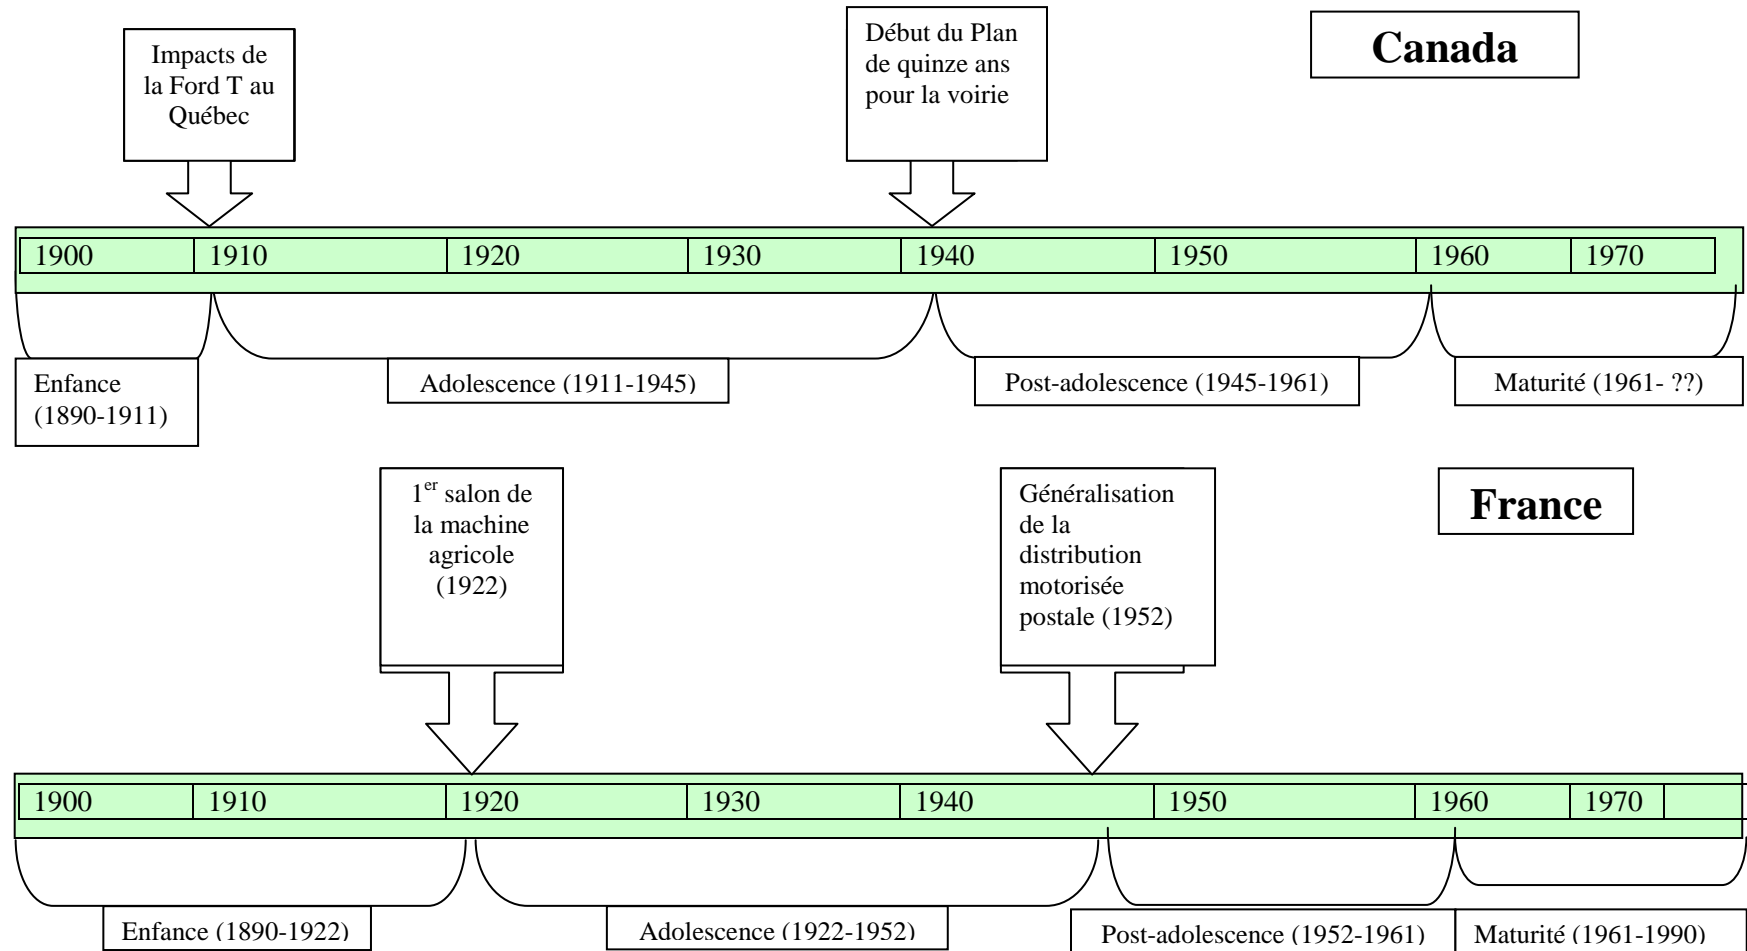 Impacts de
la Ford T au
Québec
Début du Plan
de quinze ans
pour la voirie
Canada
1900 1910 1920 1930 1940 1950 1960 1970
Enfance
(1890-1911)
Adolescence (1911-1945)
Post-adolescence (1945-1961)
Maturité (1961- ??)
1er salon de
la machine
agricole
(1922)
Généralisation
de la
distribution
motorisée
postale (1952)
France
1900 1910 1920 1930 1940 1950 1960 1970
Enfance (1890-1922)
Adolescence (1922-1952)
Post-adolescence (1952-1961)
Maturité (1961-1990)